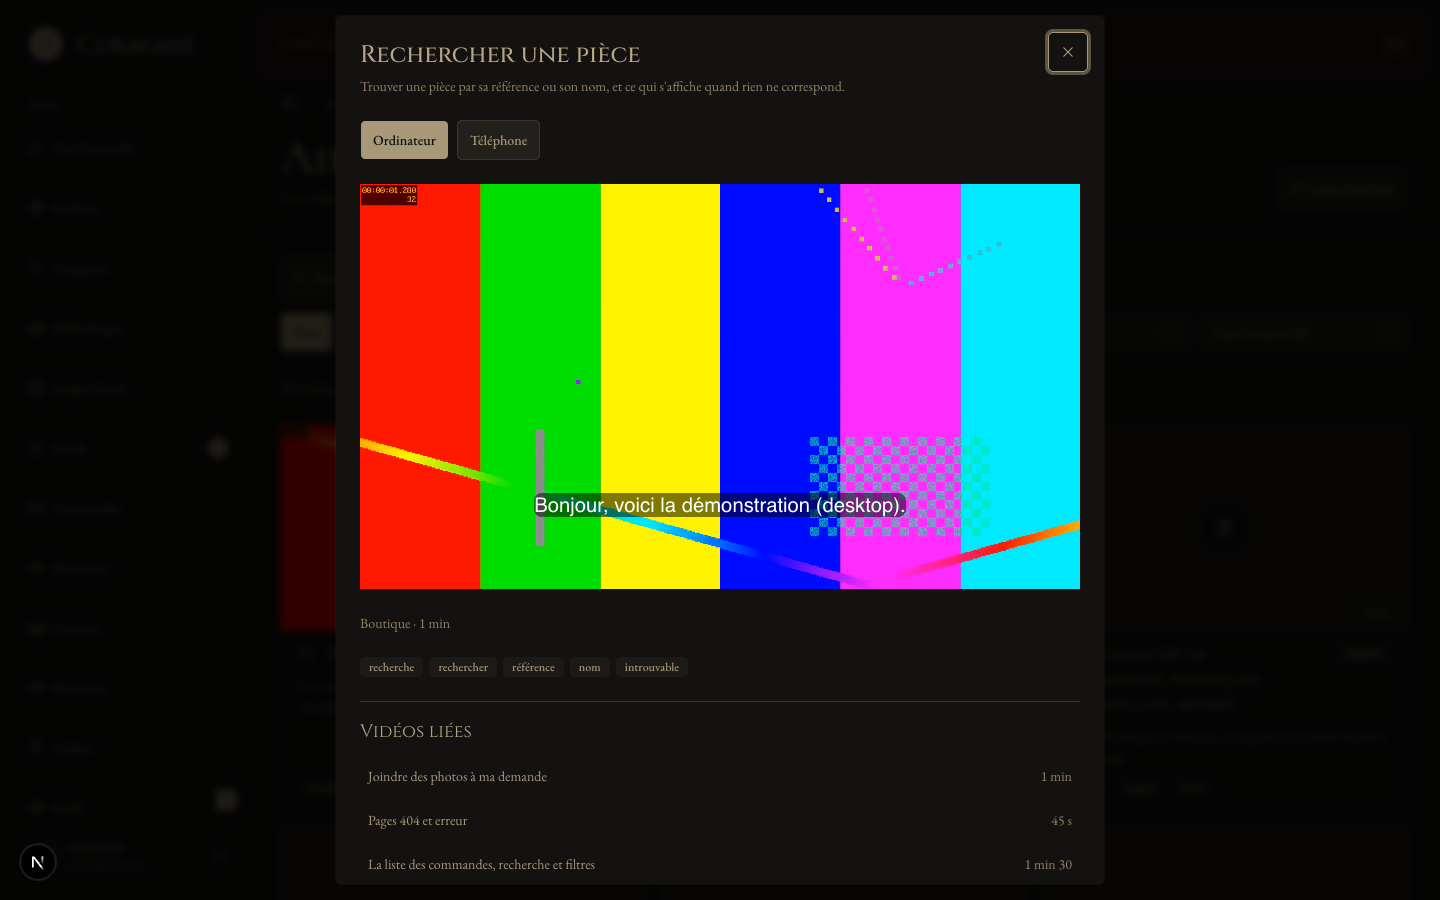 Rechercher une pièce
Trouver une pièce par sa référence ou son nom, et ce qui s'affiche quand rien ne correspond.
Ordinateur
Téléphone
00:00:01.280
32
Bonjour, voici la démonstration (desktop).
Boutique · 1 min
recherche rechercher référence nom introuvable
Vidéos liées
Joindre des photos à ma demande 1 min
Pages 404 et erreur 45 s
La liste des commandes, recherche et filtres 1 min 30
N